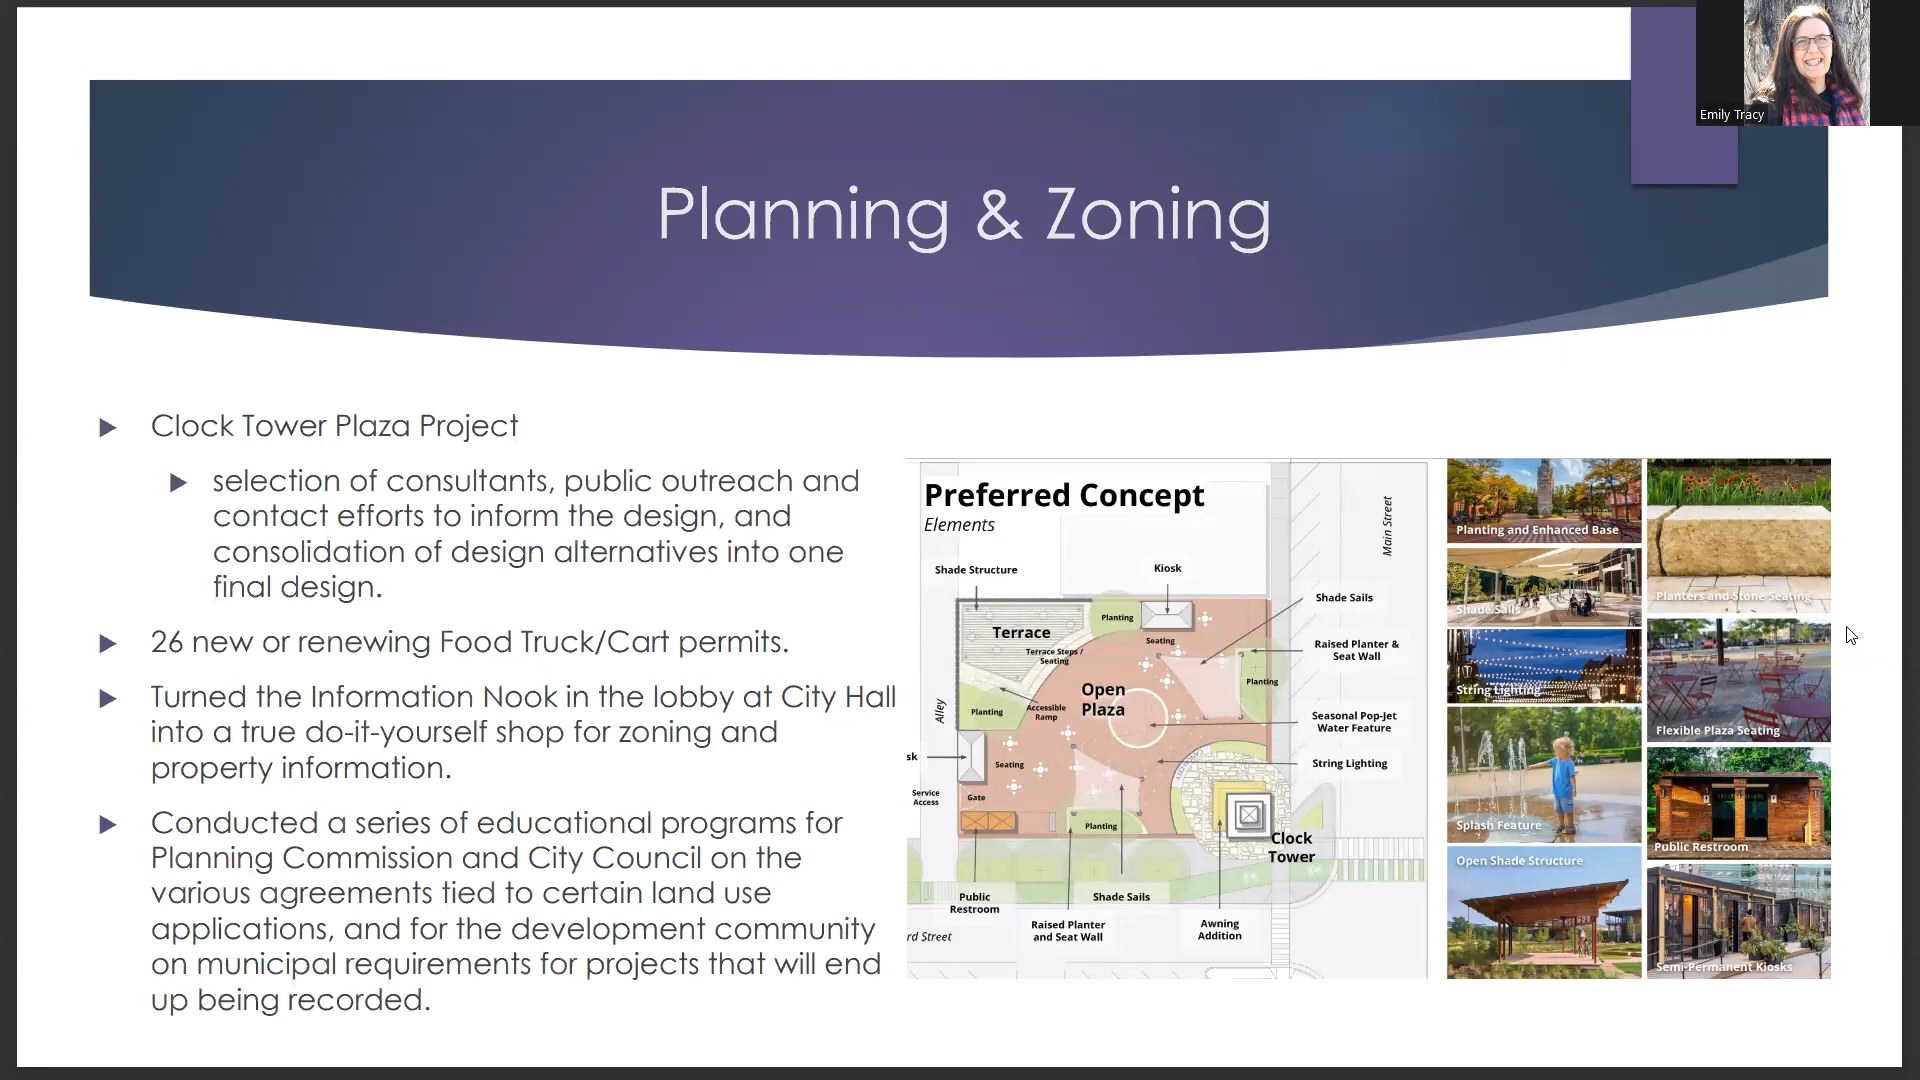 Emily Tracy
Planning & Zoning
Clock Tower Plaza Project
selection of consultants, public outreach and
contact efforts to inform the design, and
consolidation of design alternatives into one
final design.
26 new or renewing Food Truck/Cart permits.
Turned the Information Nook in the lobby at City Hall
into a true do-it-yourself shop for zoning and
property information.
Conducted a series of educational programs for
Planning Commission and City Council on the
various agreements tied to certain land use
applications, and for the development community
on municipal requirements for projects that will end
up being recorded.
Preferred Concept
Elements
Main Street
Shade Structure
Kiosk
Shade Sails
Planting
Terrace
Seating
Terrace Steps /
Seating
Raised Planter &
Seat Wall
Planting
Open
Plaza
Alley
Planting
Accessible
Ramp
Seasonal Pop-Jet
Water Feature
sk
Seating
String Lighting
Service
Access
Gate
Planting
Clock
Tower
Public
Restroom
Shade Sails
Raised Planter
and Seat Wall
Awning
Addition
rd Street
Planting and Enhanced Base
Shade Sails
String Lighting
Splash Feature
Open Shade Structure
Planters and Stone Seating
Flexible Plaza Seating
Public Restroom
Semi-Permanent Kiosks